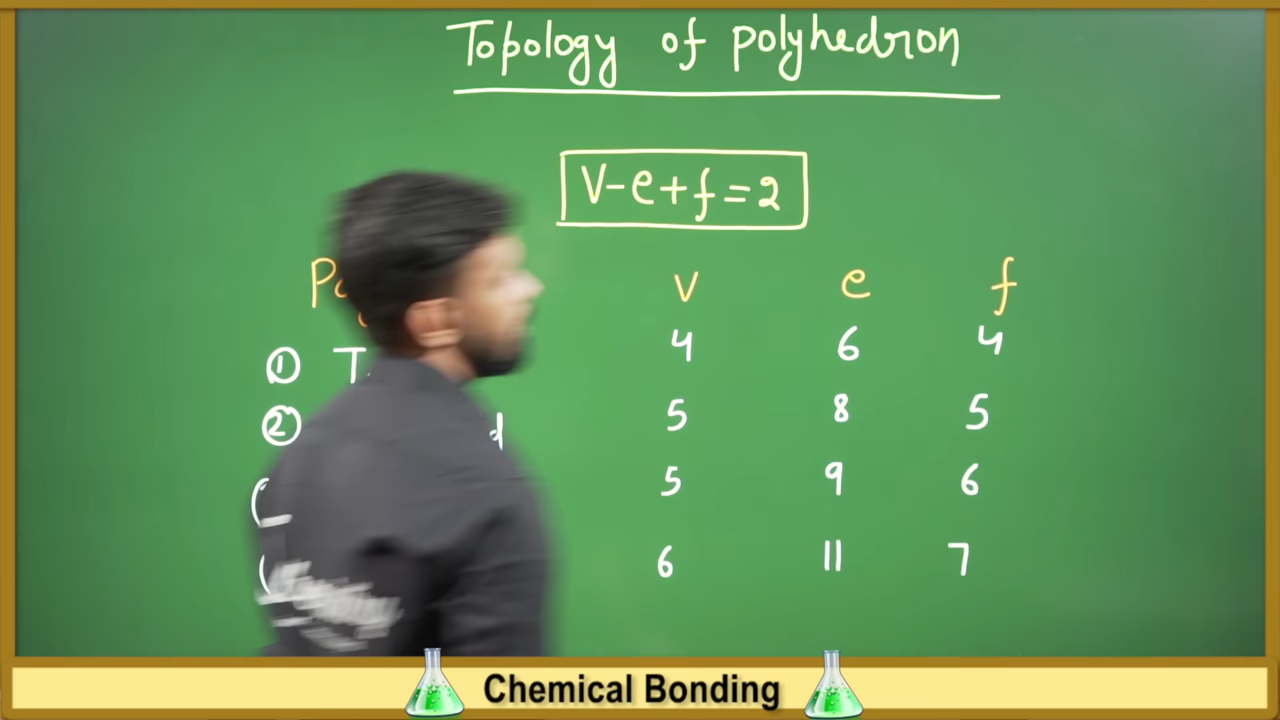 Topology of polyhedron
V-e+f=2
v e f
① T 4 6 4
② d 5 8 5
5 9 6
6 11 7
Chemical Bonding